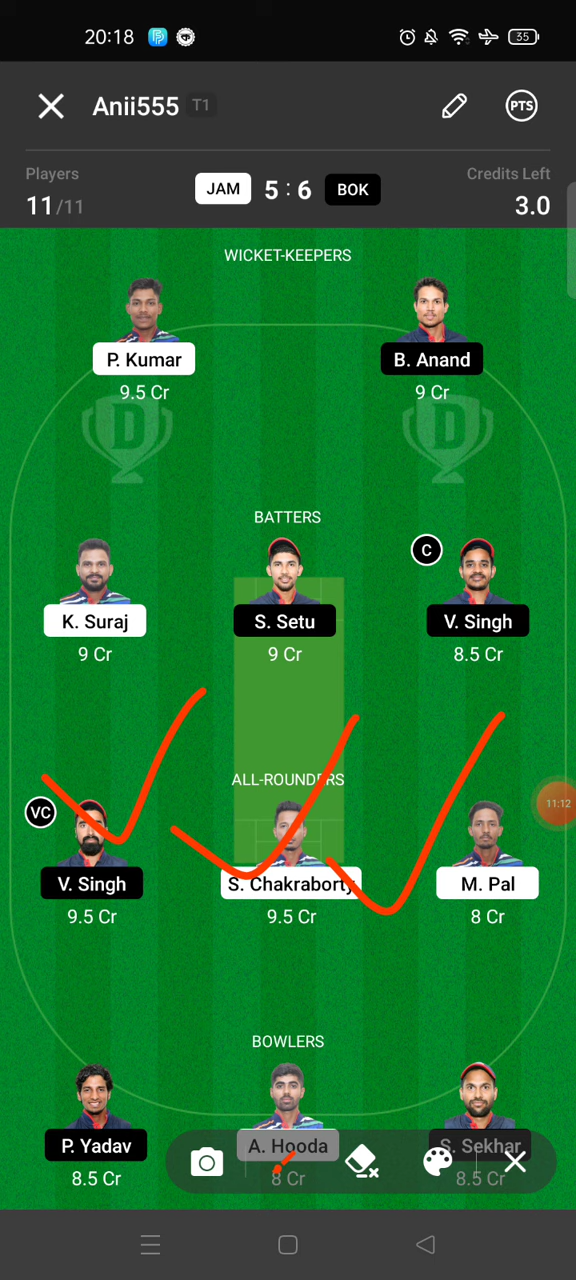 20:18
35
Anii555 T1
PTS
Players
Credits Left
11/11
JAM 5 : 6 BOK
3.0
WICKET-KEEPERS
P. Kumar
B. Anand
9.5 Cr
9 Cr
BATTERS
C
K. Suraj
S. Setu
V. Singh
9 Cr
9 Cr
8.5 Cr
ALL-ROUNDERS
11:12
VC
V. Singh
S. Chakraborty
M. Pal
9.5 Cr
9.5 Cr
8 Cr
BOWLERS
P. Yadav
A. Hooda
S. Sekhar
8.5 Cr
8 Cr
8.5 Cr